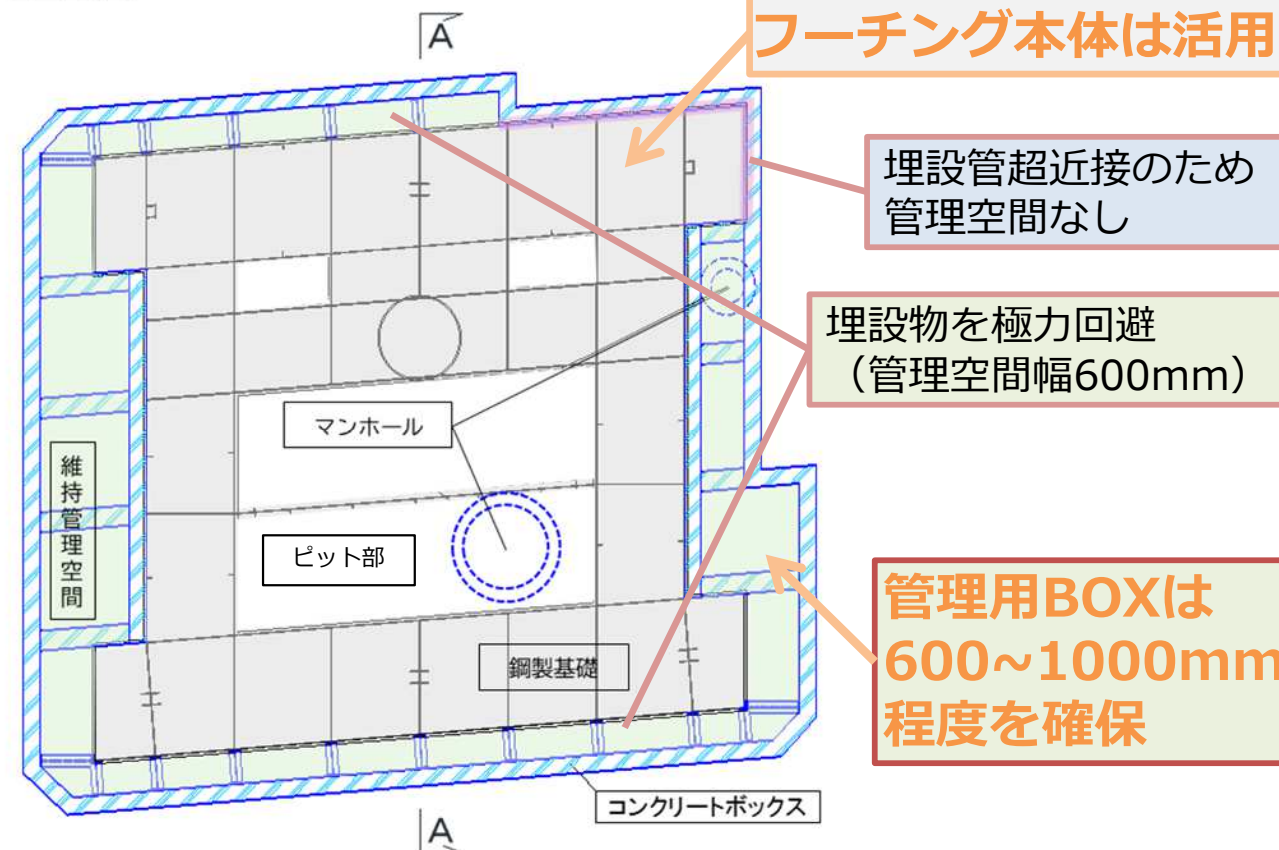 A
フーチング本体は活用
埋設管超近接のため
管理空間なし
埋設物を極力回避
（管理空間幅600mm）
マンホール
維持管理空間
ピット部
管理用BOXは
600~1000mm
程度を確保
鋼製基礎
コンクリートボックス
A